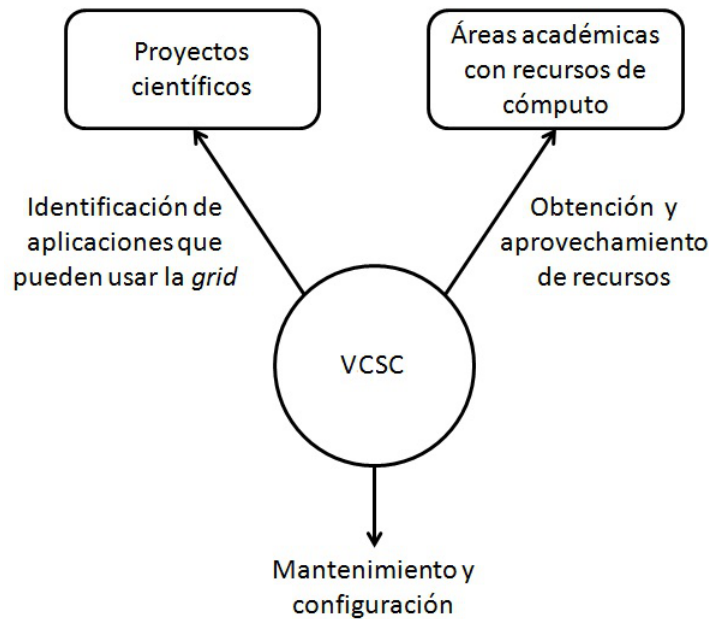 Proyectos
científicos
Áreas académicas
con recursos de
cómputo
Identificación de
aplicaciones que
pueden usar la grid
Obtención y
aprovechamiento
de recursos
VCSC
Mantenimiento y
configuración